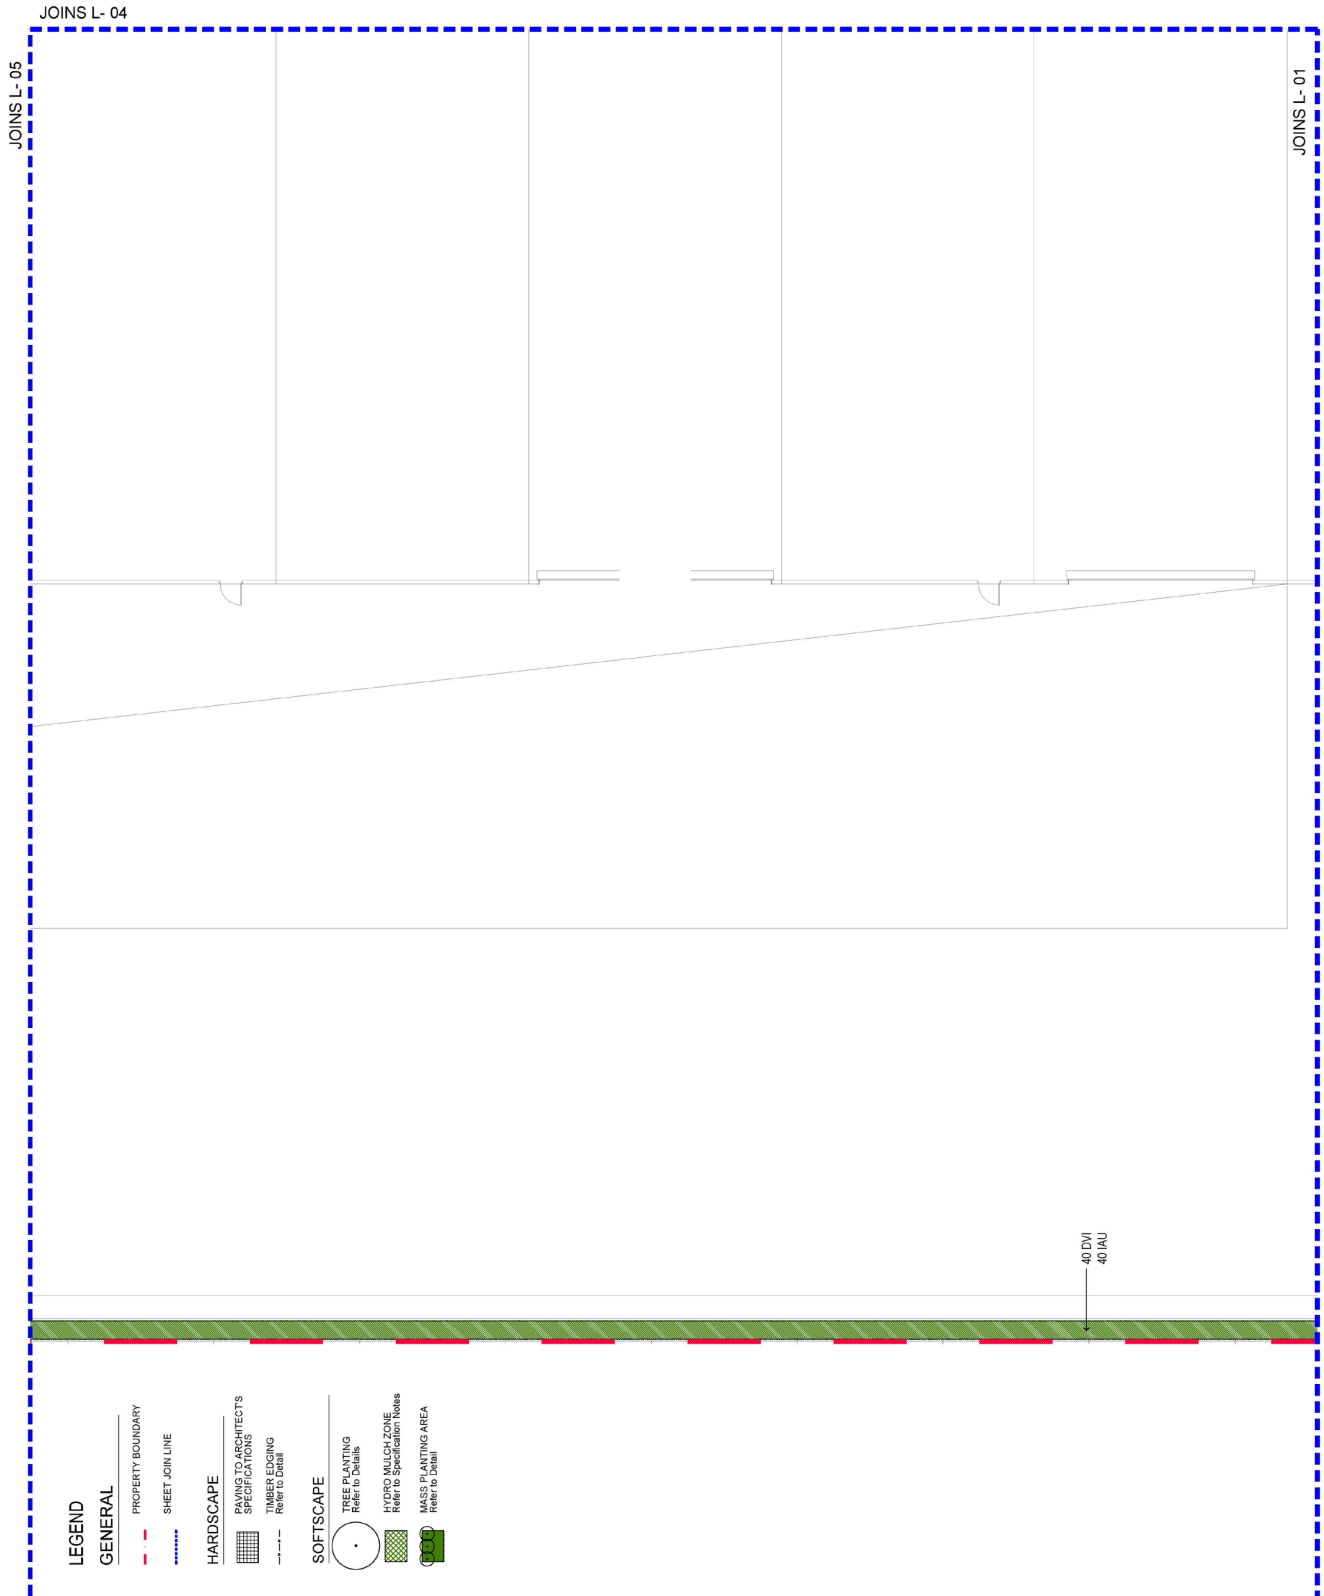 JOINS L- 04
JOINS L- 05
JOINS L- 01
40 DVI
40 IAU
LEGEND
GENERAL
PROPERTY BOUNDARY
SHEET JOIN LINE
HARDSCAPE
PAVING TO ARCHITECT'S
SPECIFICATIONS
TIMBER EDGING
Refer to Detail
SOFTSCAPE
TREE PLANTING
Refer to Details
HYDRO MULCH ZONE
Refer to Specification Notes
MASS PLANTING AREA
Refer to Detail